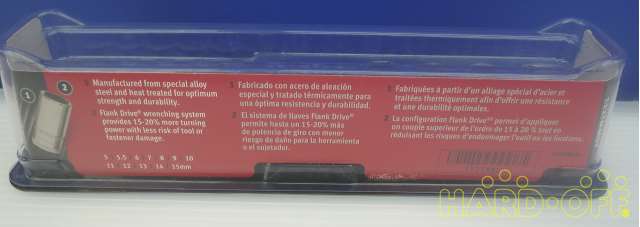 1 Manufactured from special alloy
steel and heat treated for optimum
strength and durability.
2 Flank Drive® wrenching system
provides 15-20% more turning
power with less risk of tool or
fastener damage.
5 5.5 6 7 8 9 10
11 12 13 14 15mm
1 2
1 Fabricado con acero de aleación
especial y tratado térmicamente para
una óptima resistencia y durabilidad.
2 El sistema de llaves Flank Drive®
permite hasta un 15-20% más
de potencia de giro con menor
riesgo de daño para la herramienta
o el sujetador.
1 Fabriquées à partir d'un alliage spécial d'acier et
traitées thermiquement afin d'offrir une résistance
et une durabilité optimales.
2 La configuration Flank Drive® permet d'appliquer
un couple supérieur de l'ordre de 15 à 20 % tout en
réduisant les risques d'endommager l'outil ou les fixations.
HARD·OFF